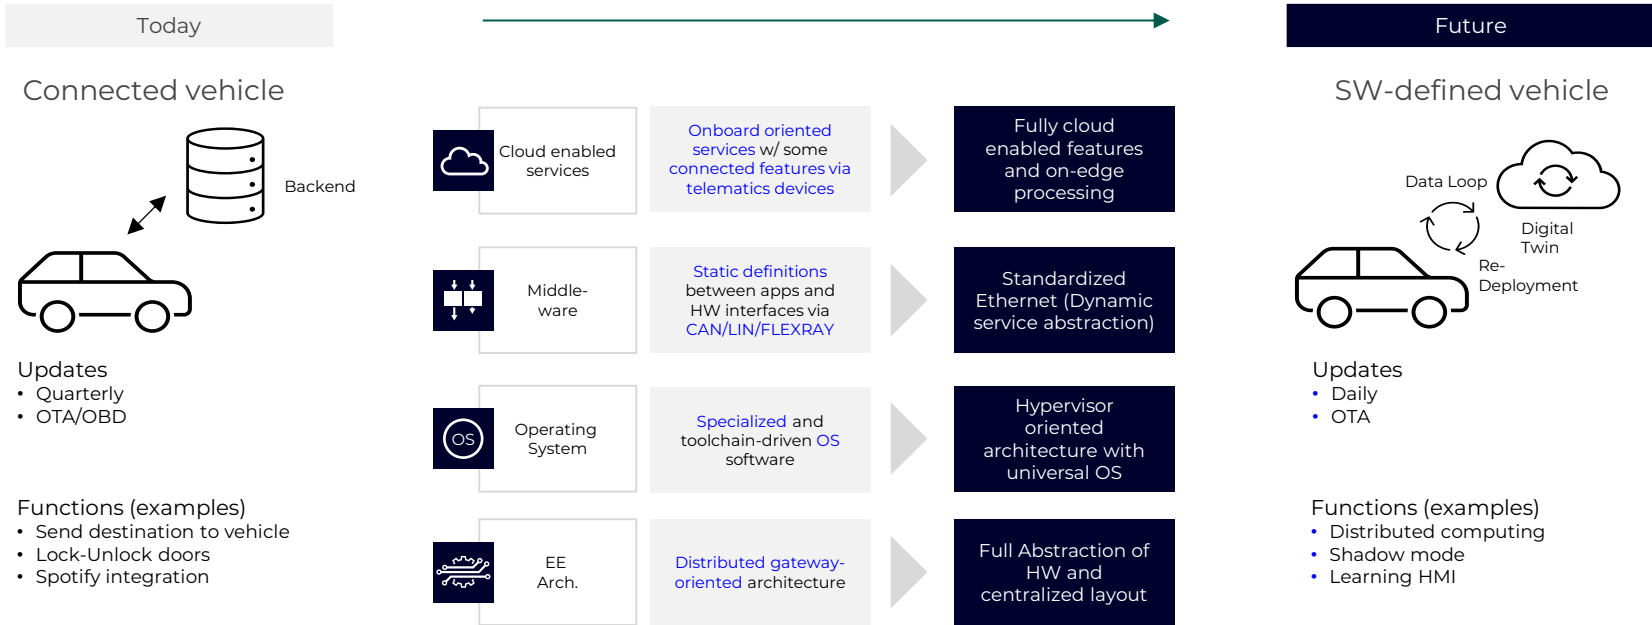 Today
Future
Connected vehicle
Backend
Updates
• Quarterly
• OTA/OBD
Functions (examples)
• Send destination to vehicle
• Lock-Unlock doors
• Spotify integration
Cloud enabled
services
Onboard oriented
services w/ some
connected features via
telematics devices
Fully cloud
enabled features
and on-edge
processing
Middle-
ware
Static definitions
between apps and
HW interfaces via
CAN/LIN/FLEXRAY
Standardized
Ethernet (Dynamic
service abstraction)
OS
Operating
System
Specialized and
toolchain-driven OS
software
Hypervisor
oriented
architecture with
universal OS
EE
Arch.
Distributed gateway-
oriented architecture
Full Abstraction of
HW and
centralized layout
SW-defined vehicle
Data Loop
Digital
Twin
Re-
Deployment
Updates
• Daily
• OTA
Functions (examples)
• Distributed computing
• Shadow mode
• Learning HMI